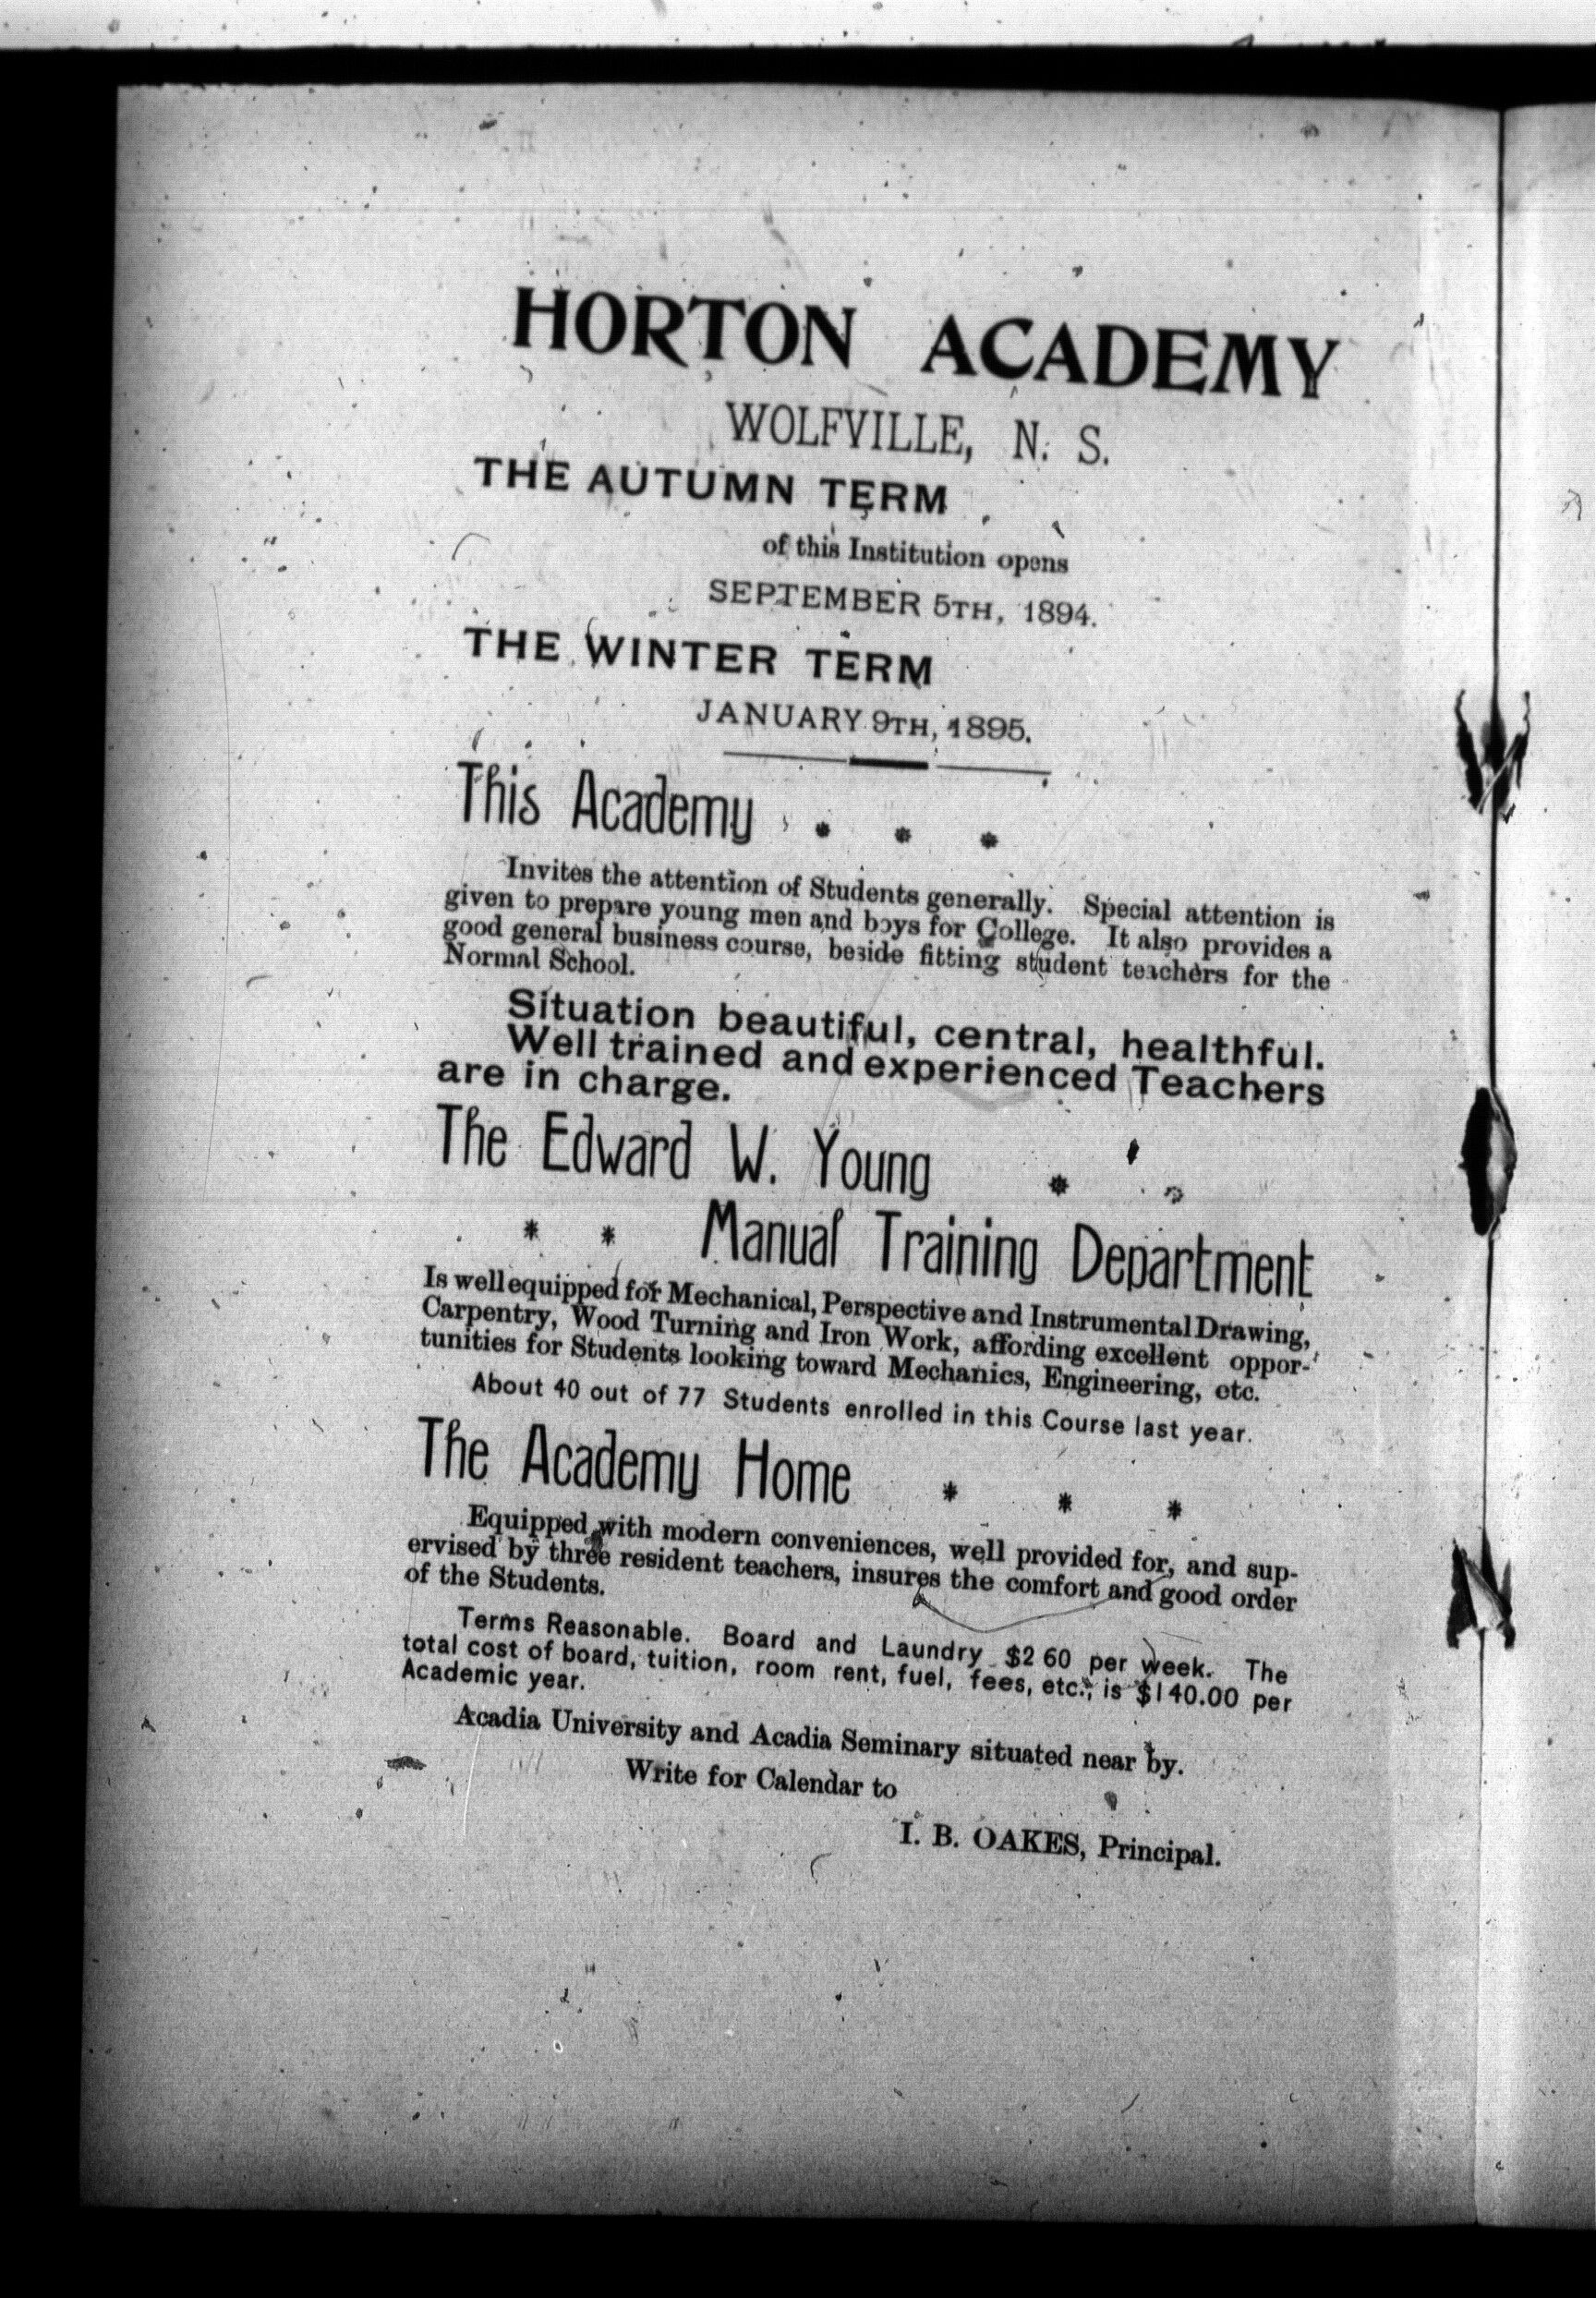 HORTON ACADEMY
WOLFVILLE, N. S.
THE AUTUMN TERM
of this Institution opens
SEPTEMBER 5TH, 1894.
THE WINTER TERM
JANUARY 9TH, 1895.
This Academy * * *
Invites the attention of Students generally. Special attention is
given to prepare young men and boys for College. It also provides a
good general business course, beside fitting student teachers for the
Normal School.
Situation beautiful, central, healthful.
Well trained and experienced Teachers
are in charge.
The Edward W. Young * *
* * Manual Training Department
Is well equipped for Mechanical, Perspective and Instrumental Drawing,
Carpentry, Wood Turning and Iron Work, affording excellent oppor-
tunities for Students looking toward Mechanics, Engineering, etc.
About 40 out of 77 Students enrolled in this Course last year.
The Academy Home * * *
Equipped with modern conveniences, well provided for, and sup-
ervised by three resident teachers, insures the comfort and good order
of the Students.
Terms Reasonable. Board and Laundry $2 60 per week. The
total cost of board, tuition, room rent, fuel, fees, etc., is $140.00 per
Academic year.
Acadia University and Acadia Seminary situated near by.
Write for Calendar to
I. B. OAKES, Principal.